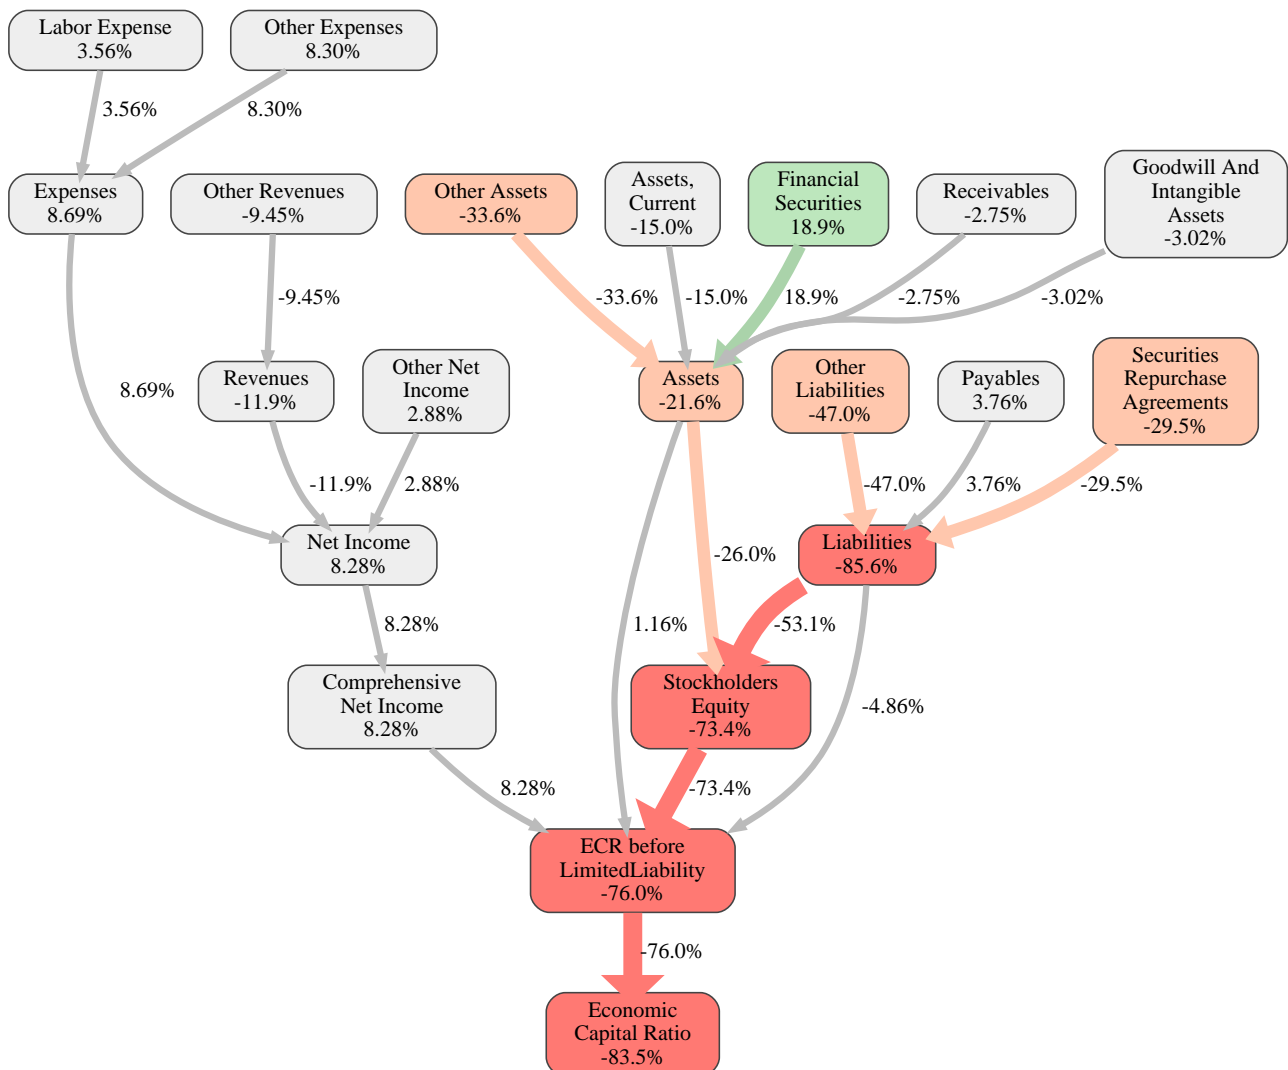 Labor Expense
3.56%
Other Expenses
8.30%
3.56%
8.30%
Expenses
8.69%
Other Revenues
-9.45%
Other Assets
-33.6%
Assets,
Current
-15.0%
Financial
Securities
18.9%
Receivables
-2.75%
Goodwill And
Intangible
Assets
-3.02%
-9.45%
-33.6%
-15.0%
18.9%
-2.75%
-3.02%
8.69%
Revenues
-11.9%
Other Net
Income
2.88%
Assets
-21.6%
Other
Liabilities
-47.0%
Payables
3.76%
Securities
Repurchase
Agreements
-29.5%
-11.9%
2.88%
-47.0%
3.76%
-29.5%
Net Income
8.28%
-26.0%
Liabilities
-85.6%
8.28%
1.16%
-53.1%
Comprehensive
Net Income
8.28%
Stockholders
Equity
-73.4%
-4.86%
8.28%
-73.4%
ECR before
LimitedLiability
-76.0%
-76.0%
Economic
Capital Ratio
-83.5%